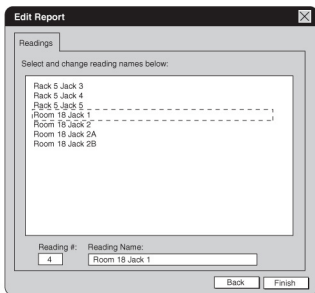 Edit Report
Readings
Select and change reading names below:
Rack 5 Jack 3
Rack 5 Jack 4
Rack 5 Jack 5
Room 18 Jack 1
Room 18 Jack 2
Room 18 Jack 2A
Room 18 Jack 2B
Reading #: Reading Name:
4 Room 18 Jack 1
Back Finish